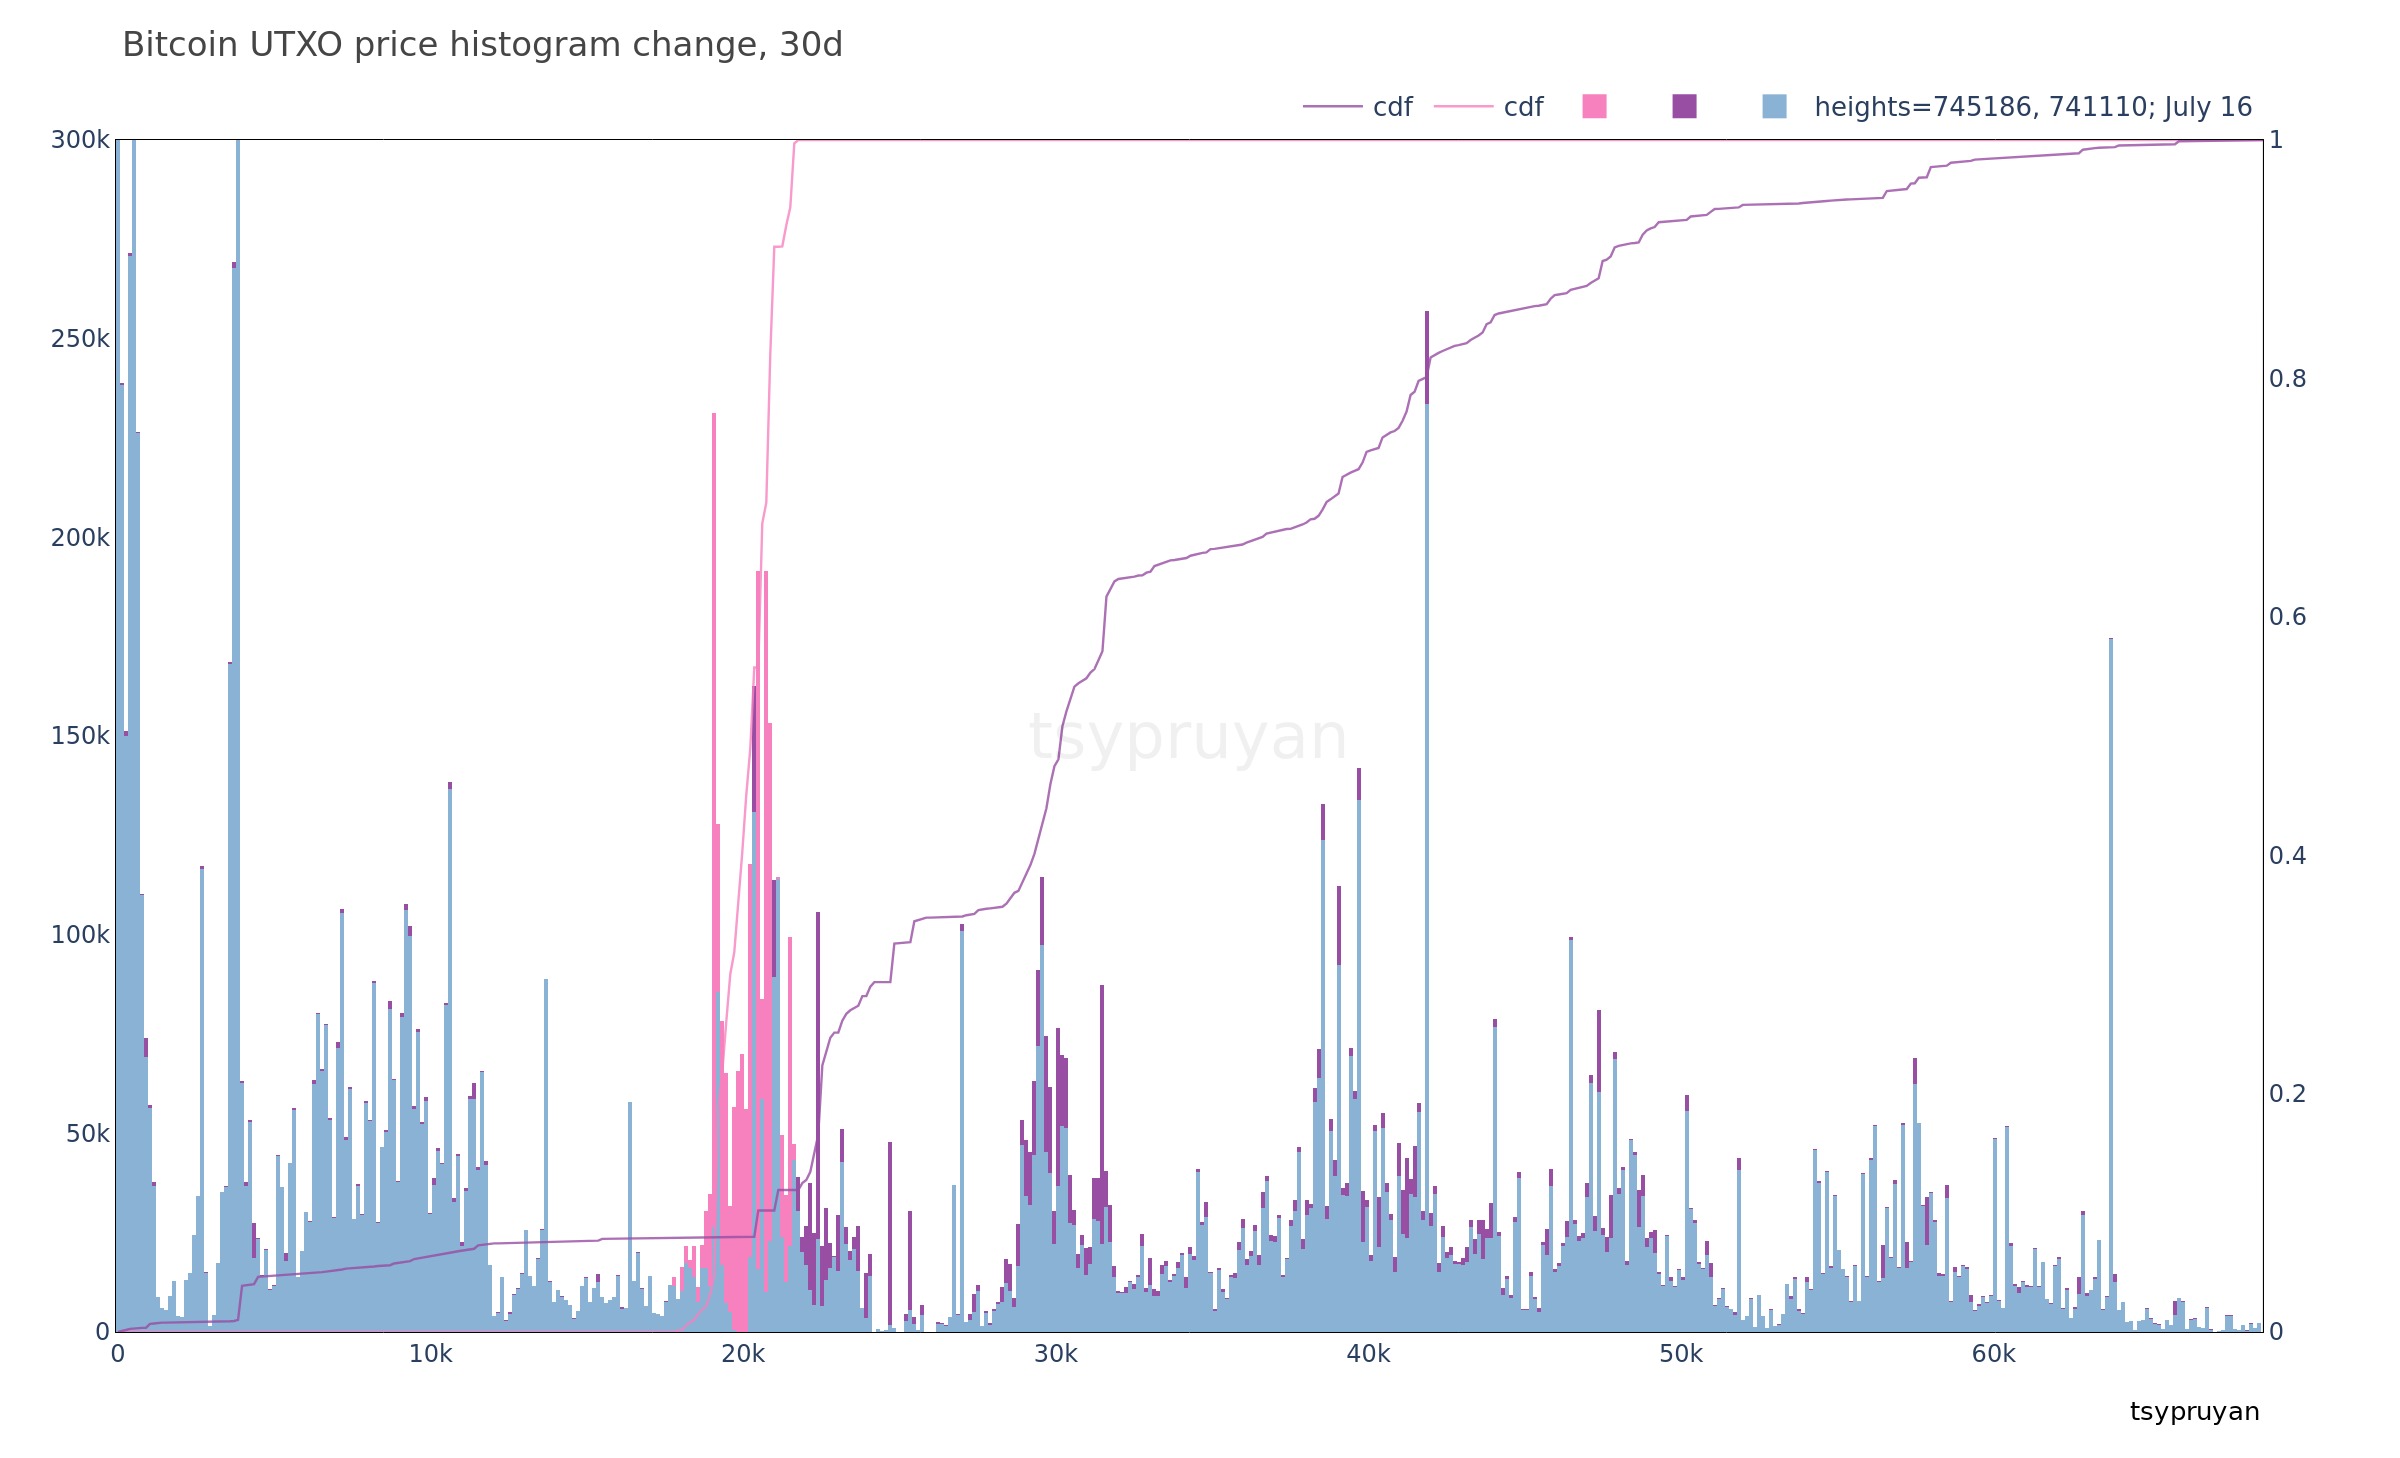 Bitcoin UTXO price histogram change, 30d
cdf cdf heights=745186, 741110; July 16
300k
250k
200k
150k
100k
50k
0
1
0.8
0.6
0.4
0.2
0
tsypruyan
0 10k 20k 30k 40k 50k 60k
tsypruyan